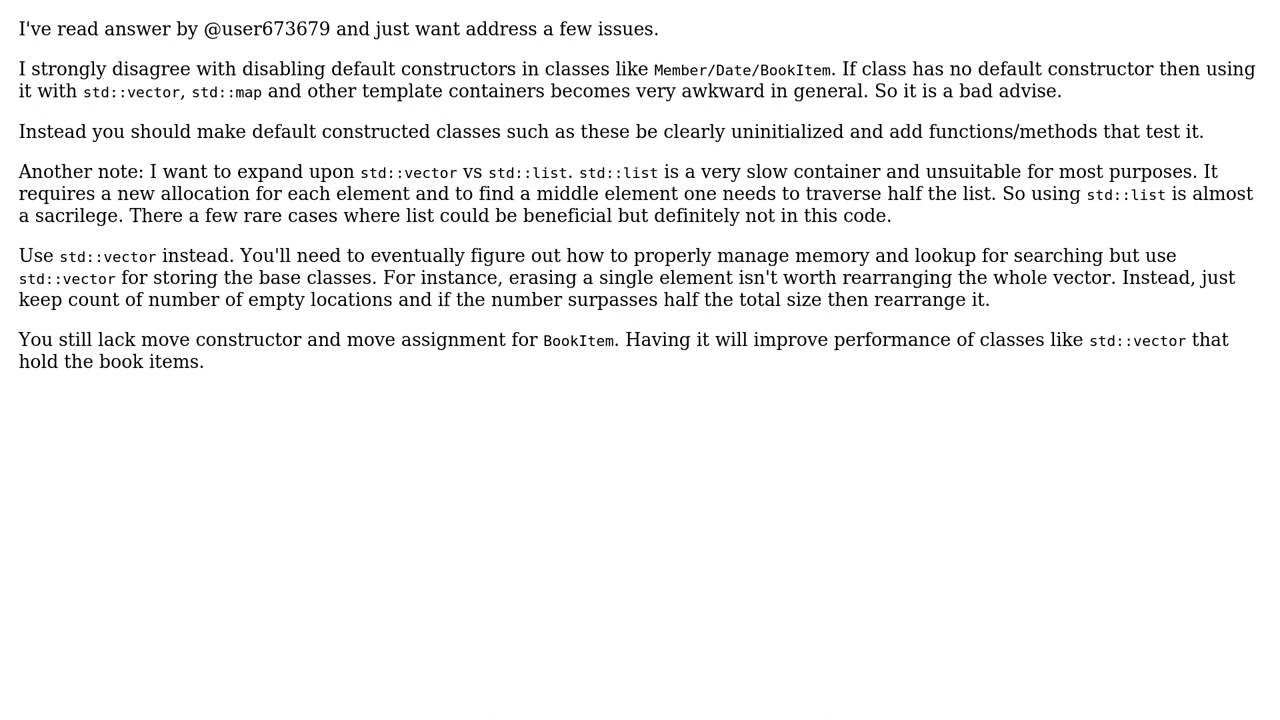 I've read answer by @user673679 and just want address a few issues.
I strongly disagree with disabling default constructors in classes like Member/Date/BookItem. If class has no default constructor then using
it with std::vector, std::map and other template containers becomes very awkward in general. So it is a bad advise.
Instead you should make default constructed classes such as these be clearly uninitialized and add functions/methods that test it.
Another note: I want to expand upon std::vector vs std::list. std::list is a very slow container and unsuitable for most purposes. It
requires a new allocation for each element and to find a middle element one needs to traverse half the list. So using std::list is almost
a sacrilege. There a few rare cases where list could be beneficial but definitely not in this code.
Use std::vector instead. You'll need to eventually figure out how to properly manage memory and lookup for searching but use
std::vector for storing the base classes. For instance, erasing a single element isn't worth rearranging the whole vector. Instead, just
keep count of number of empty locations and if the number surpasses half the total size then rearrange it.
You still lack move constructor and move assignment for BookItem. Having it will improve performance of classes like std::vector that
hold the book items.